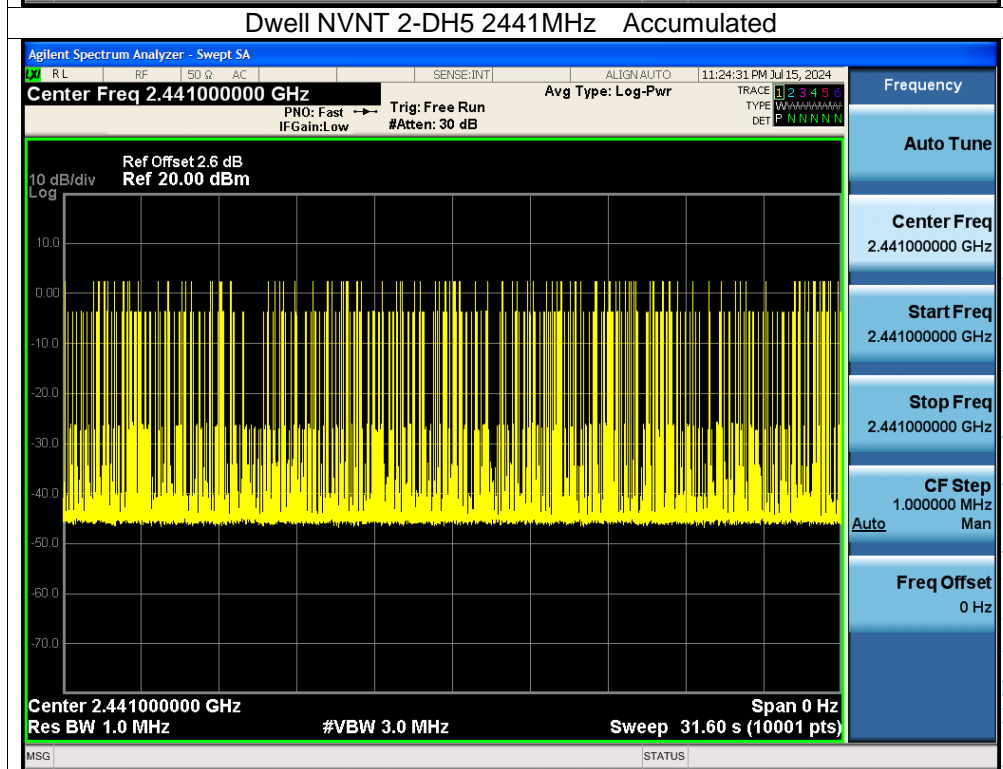 Dwell NVNT 2-DH5 2441MHz Accumulated
Agilent Spectrum Analyzer - Swept SA
LXI RL RF 50 Ω AC SENSE:INT ALIGN AUTO 11:24:31 PM Jul 15, 2024
Center Freq 2.441000000 GHz Avg Type: Log-Pwr TRACE 1 2 3 4 5 6
PNO: Fast Trig: Free Run TYPE
IFGain:Low #Atten: 30 dB DET P N N N N N
Frequency
Auto Tune
Center Freq
2.441000000 GHz
Start Freq
2.441000000 GHz
Stop Freq
2.441000000 GHz
CF Step
1.000000 MHz
Auto Man
Freq Offset
0 Hz
Ref Offset 2.6 dB
10 dB/div Ref 20.00 dBm
Log
10.0
0.00
-10.0
-20.0
-30.0
-40.0
-50.0
-60.0
-70.0
Center 2.441000000 GHz Span 0 Hz
Res BW 1.0 MHz #VBW 3.0 MHz Sweep 31.60 s (10001 pts)
MSG STATUS